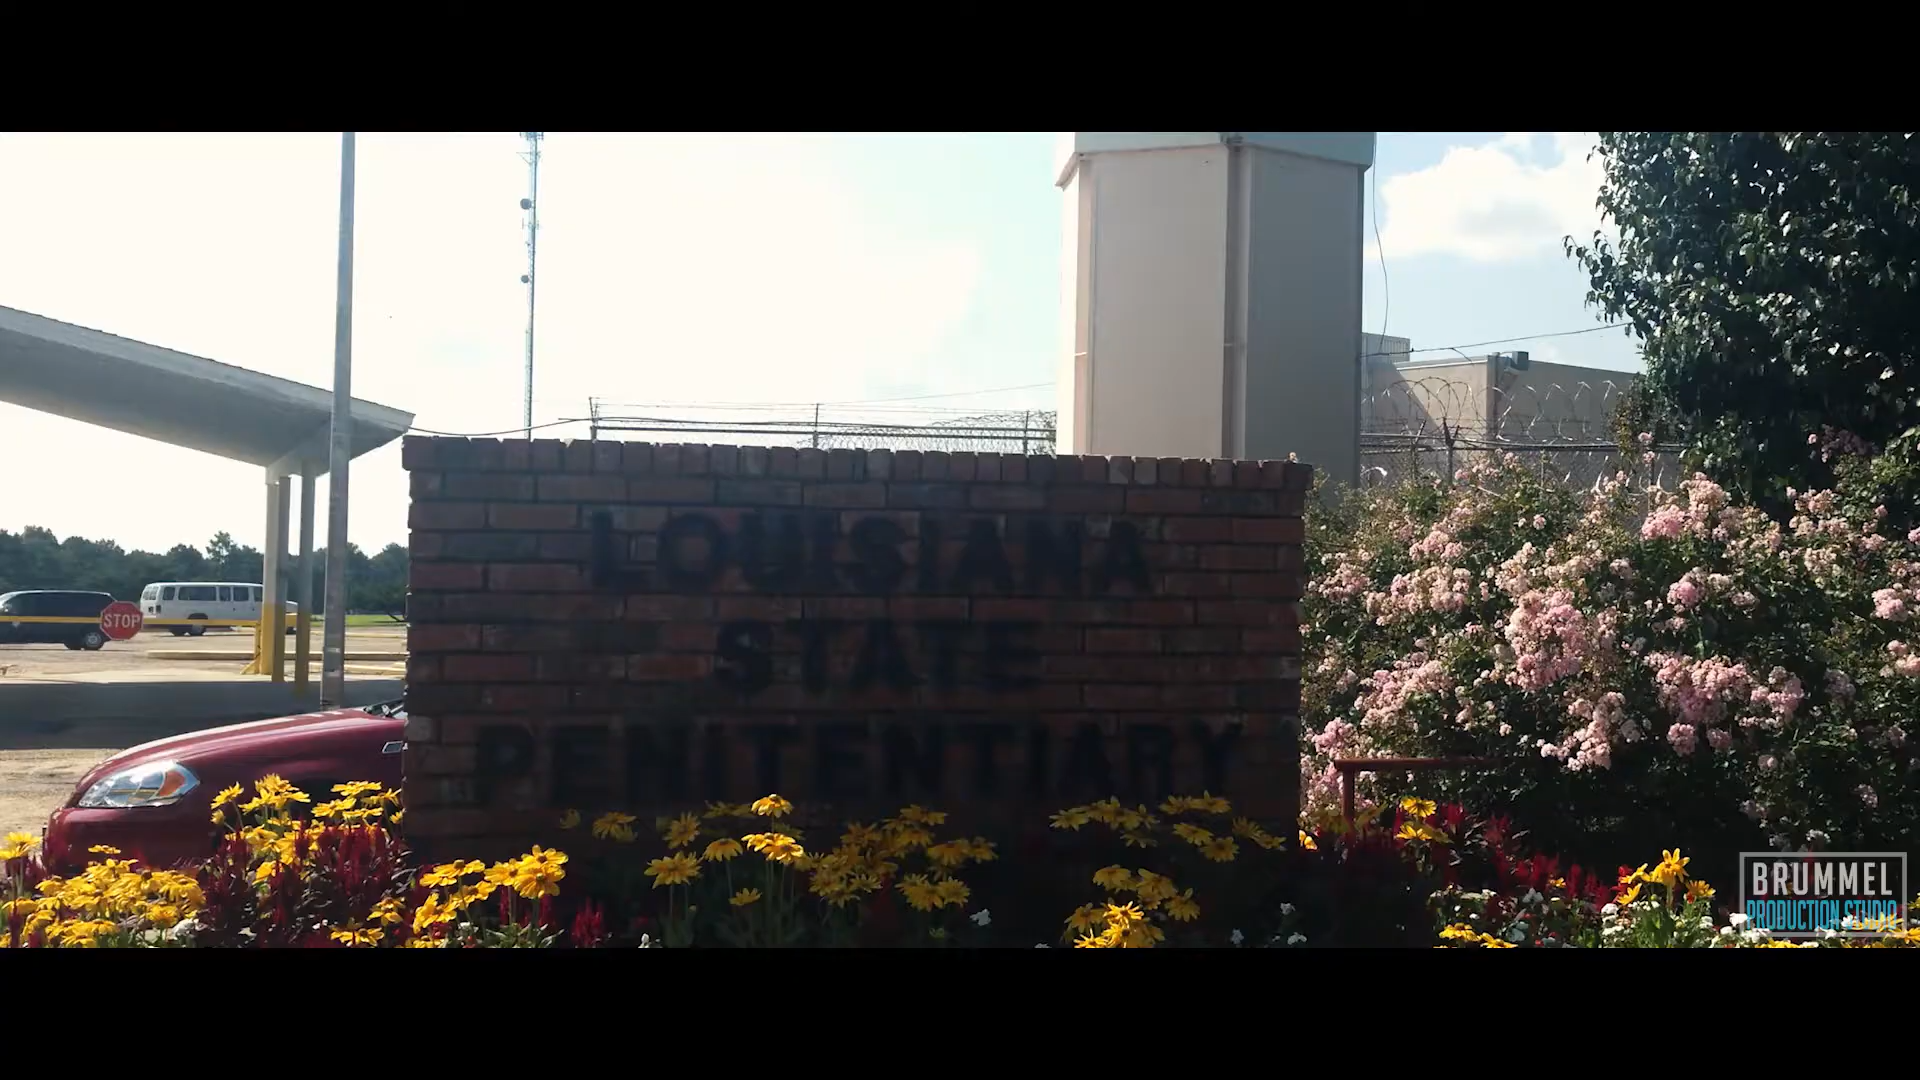 LOUISIANA
STATE
PENITENTIARY
STOP
BRUMMEL
PRODUCTION STUDIO